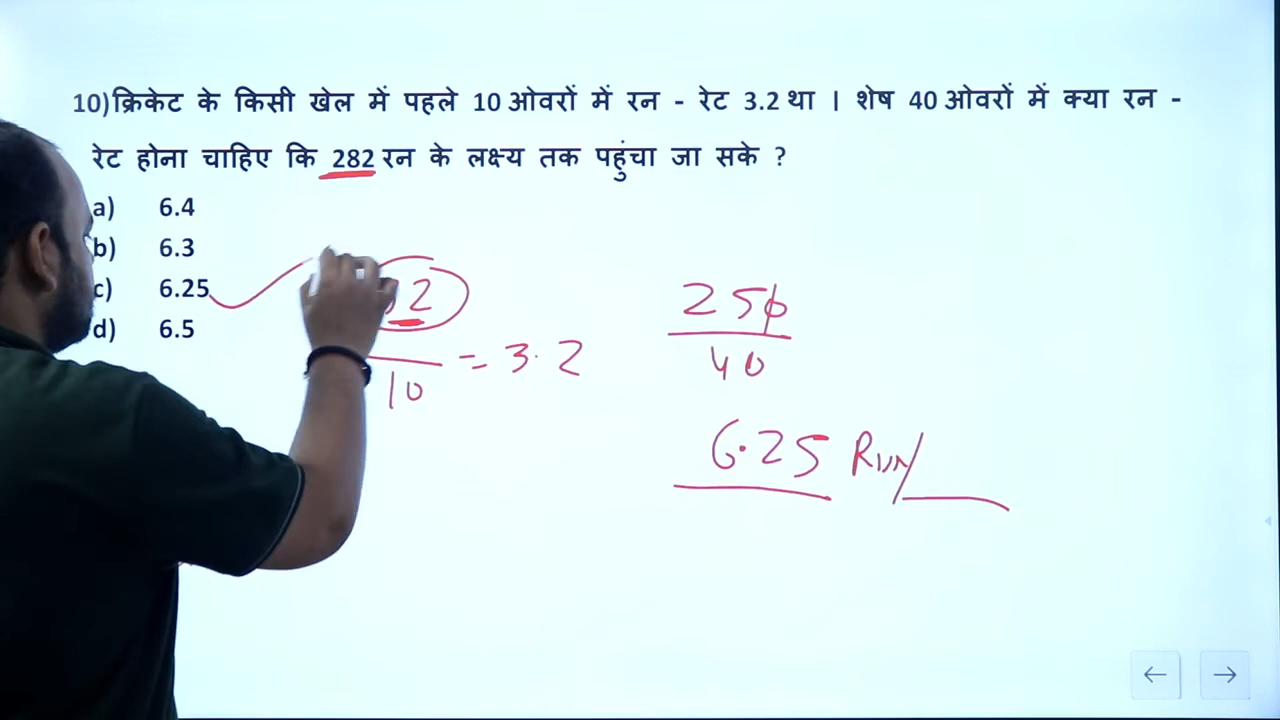 10)क्रिकेट के किसी खेल में पहले 10 ओवरों में रन - रेट 3.2 था । शेष 40 ओवरों में क्या रन -
रेट होना चाहिए कि 282 रन के लक्ष्य तक पहुंचा जा सके ?
a) 6.4
b) 6.3
c) 6.25
d) 6.5
2
10
= 3.2
250
40
6.25 Run/